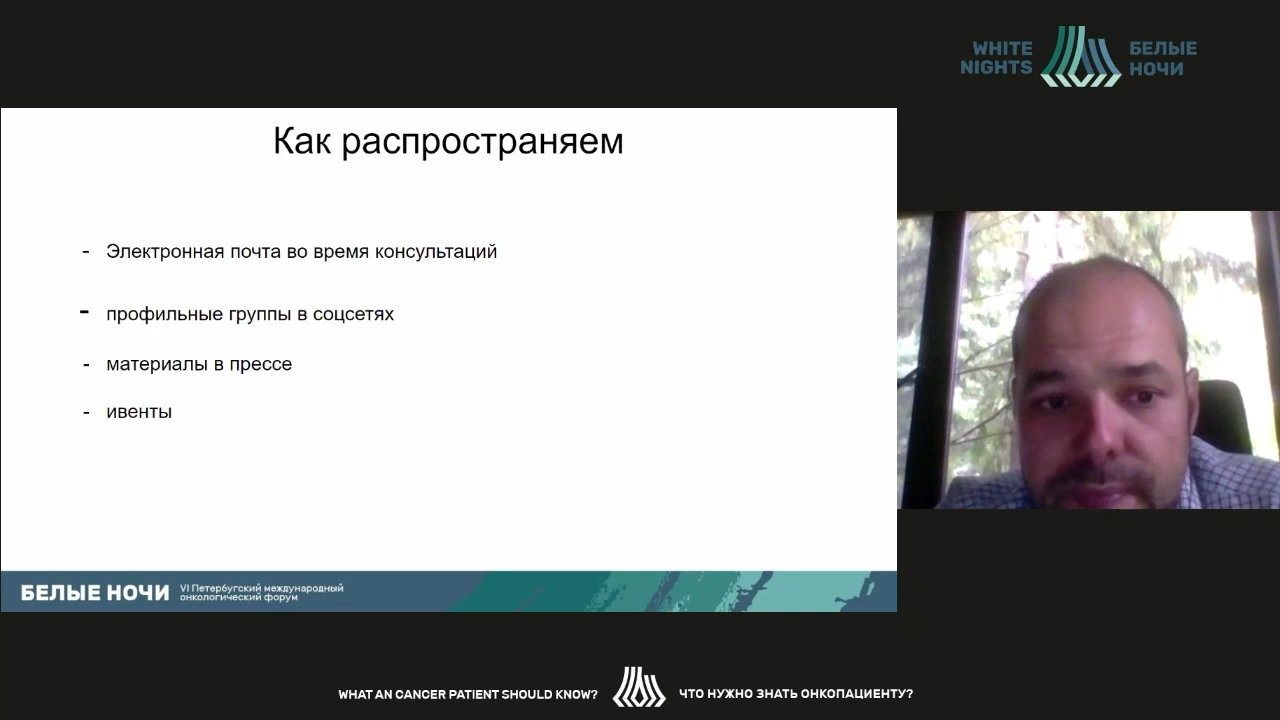 WHITE
NIGHTS
БЕЛЫЕ
НОЧИ
Как распространяем
- Электронная почта во время консультаций
- профильные группы в соцсетях
- материалы в прессе
- ивенты
БЕЛЫЕ НОЧИ
VI Петербугский международный
онкологический форум
WHAT AN CANCER PATIENT SHOULD KNOW?
ЧТО НУЖНО ЗНАТЬ ОНКОПАЦИЕНТУ?